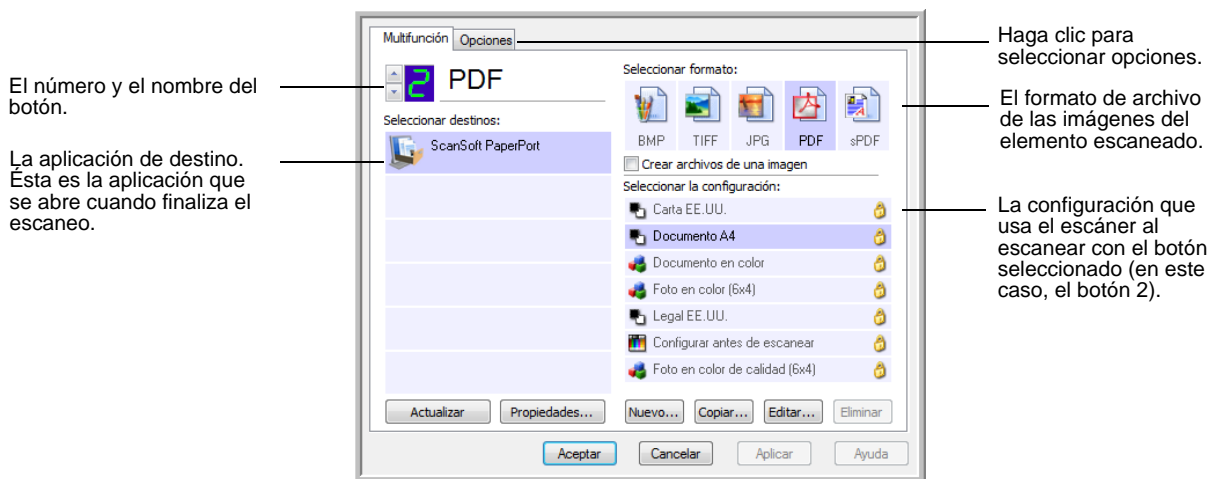 El número y el nombre del
botón.
La aplicación de destino.
Ésta es la aplicación que
se abre cuando finaliza el
escaneo.
Multifunción Opciones
2 PDF
Seleccionar destinos:
ScanSoft PaperPort
Actualizar Propiedades...
Seleccionar formato:
BMP TIFF JPG PDF sPDF
Crear archivos de una imagen
Seleccionar la configuración:
Carta EE.UU.
Documento A4
Documento en color
Foto en color (6x4)
Legal EE.UU.
Configurar antes de escanear
Foto en color de calidad (6x4)
Nuevo... Copiar... Editar... Eliminar
Aceptar Cancelar Aplicar Ayuda
Haga clic para
seleccionar opciones.
El formato de archivo
de las imágenes del
elemento escaneado.
La configuración que
usa el escáner al
escanear con el botón
seleccionado (en este
caso, el botón 2).